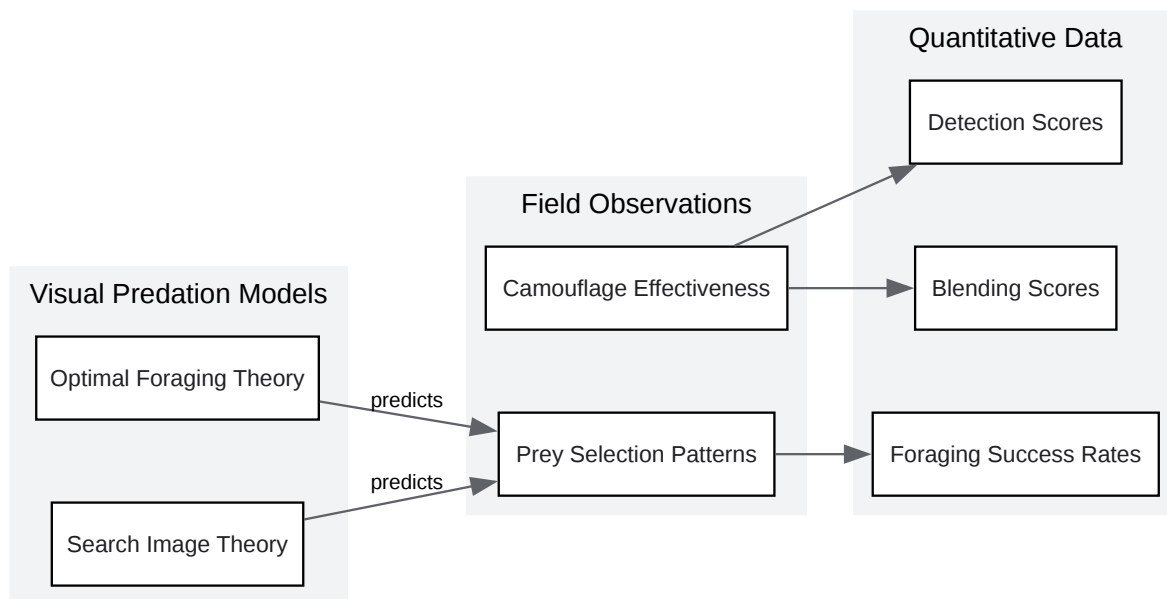 Visual Predation Models
Optimal Foraging Theory
Search Image Theory
predicts
predicts
Field Observations
Camouflage Effectiveness
Prey Selection Patterns
Quantitative Data
Detection Scores
Blending Scores
Foraging Success Rates